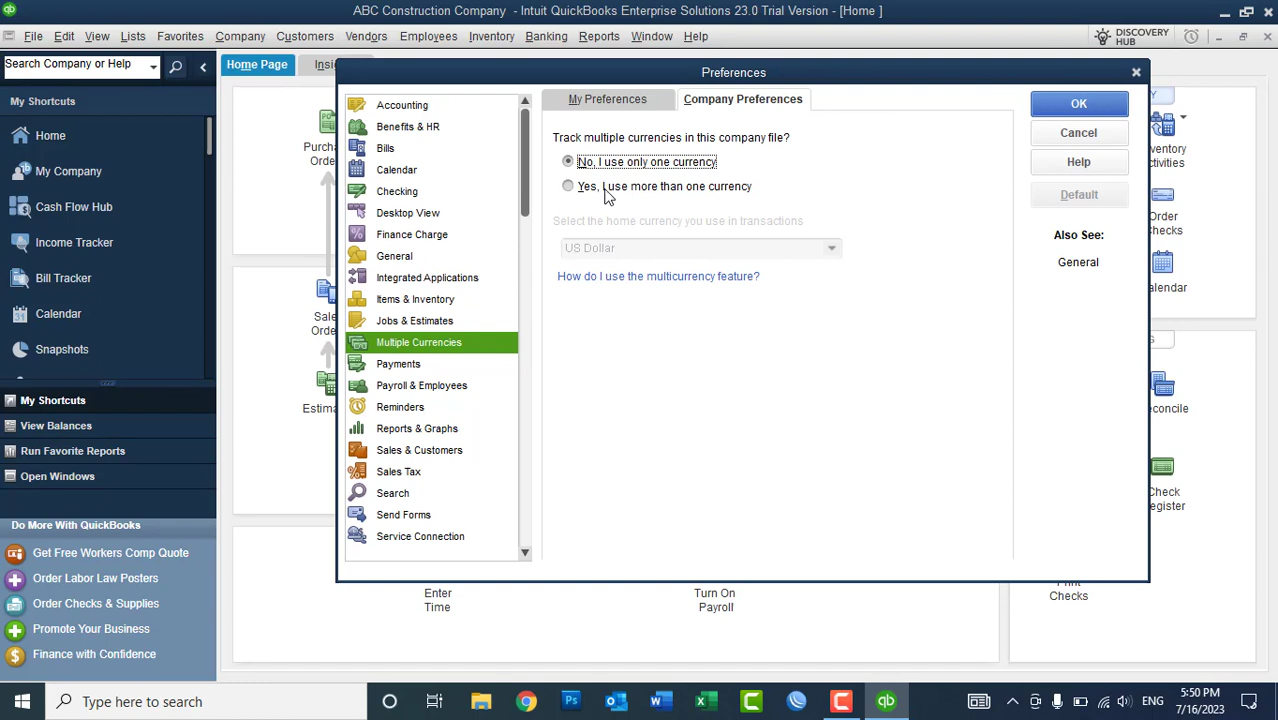 ABC Construction Company - Intuit QuickBooks Enterprise Solutions 23.0 Trial Version - [Home ]
File Edit View Lists Favorites Company Customers Vendors Employees Inventory Banking Reports Window Help
DISCOVERY
HUB
Search Company or Help
Home Page
My Shortcuts
Home
My Company
Cash Flow Hub
Income Tracker
Bill Tracker
Calendar
Snapshots
My Shortcuts
View Balances
Run Favorite Reports
Open Windows
Do More With QuickBooks
Get Free Workers Comp Quote
Order Labor Law Posters
Order Checks & Supplies
Promote Your Business
Finance with Confidence
Preferences
Accounting
Benefits & HR
Bills
Calendar
Checking
Desktop View
Finance Charge
General
Integrated Applications
Items & Inventory
Jobs & Estimates
Multiple Currencies
Payments
Payroll & Employees
Reminders
Reports & Graphs
Sales & Customers
Sales Tax
Search
Send Forms
Service Connection
My Preferences
Company Preferences
Track multiple currencies in this company file?
No, I use only one currency
Yes, I use more than one currency
Select the home currency you use in transactions
US Dollar
How do I use the multicurrency feature?
OK
Cancel
Help
Default
Also See:
General
Enter
Time
Turn On
Payroll
Order
Checks
Check
Register
Checks
Type here to search
ENG
5:50 PM
7/16/2023